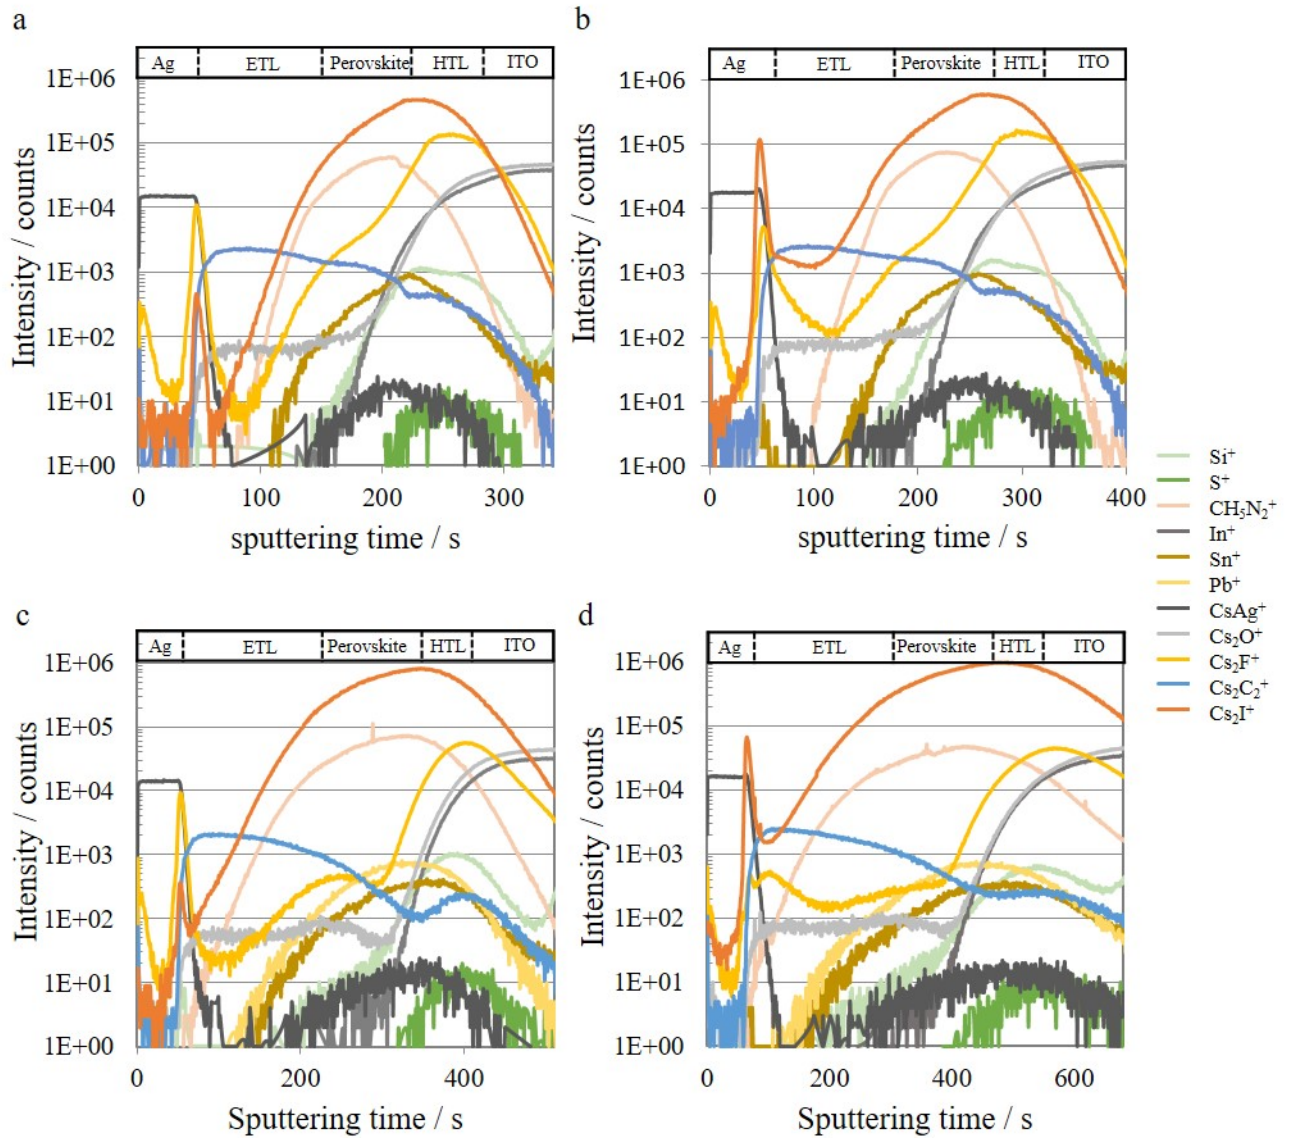 a
Ag ETL Perovskite HTL ITO
1E+06
1E+05
1E+04
1E+03
1E+02
1E+01
1E+00
Intensity / counts
0 100 200 300
sputtering time / s
b
Ag ETL Perovskite HTL ITO
1E+06
1E+05
1E+04
1E+03
1E+02
1E+01
1E+00
Intensity / counts
0 100 200 300 400
sputtering time / s
c
Ag ETL Perovskite HTL ITO
1E+06
1E+05
1E+04
1E+03
1E+02
1E+01
1E+00
Intensity / counts
0 200 400
Sputtering time / s
d
Ag ETL Perovskite HTL ITO
1E+06
1E+05
1E+04
1E+03
1E+02
1E+01
1E+00
Intensity / counts
0 200 400 600
Sputtering time / s
Si⁺
S⁺
CH₅N₂⁺
In⁺
Sn⁺
Pb⁺
CsAg⁺
Cs₂O⁺
Cs₂F⁺
Cs₂C₂⁺
Cs₂I⁺